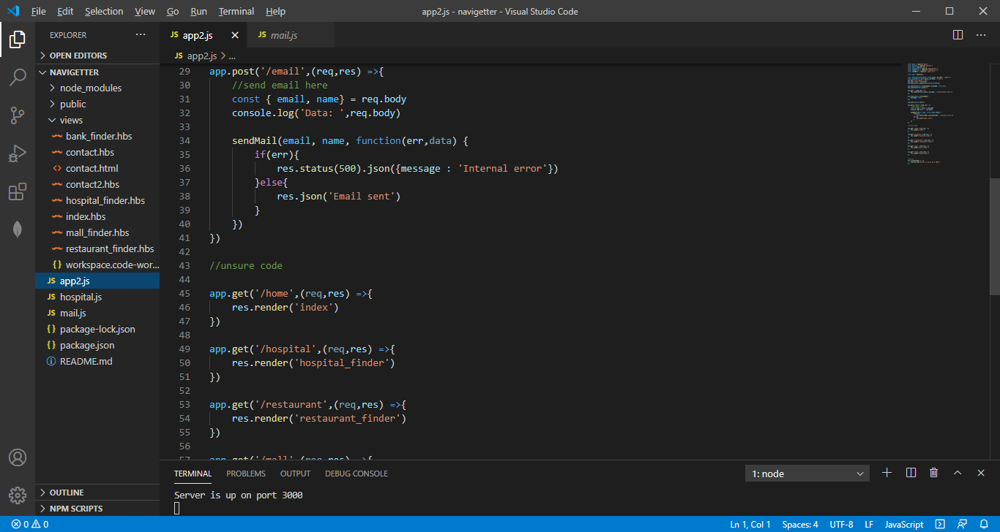 File Edit Selection View Go Run Terminal Help
app2.js - navigetter - Visual Studio Code
EXPLORER
OPEN EDITORS
NAVIGETTER
node_modules
public
views
bank_finder.hbs
contact.hbs
contact.html
contact2.hbs
hospital_finder.hbs
index.hbs
mall_finder.hbs
restaurant_finder.hbs
{} workspace.code-wor...
JS app2.js
JS hospital.js
JS mail.js
{} package-lock.json
{} package.json
README.md
OUTLINE
NPM SCRIPTS
JS app2.js
JS mail.js
JS app2.js > ...
29 app.post('/email',(req,res) =>{
30 //send email here
31 const { email, name} = req.body
32 console.log('Data: ',req.body)
33
34 sendMail(email, name, function(err,data) {
35 if(err){
36 res.status(500).json({message : 'Internal error'})
37 }else{
38 res.json('Email sent')
39 }
40 })
41 })
42
43 //unsure code
44
45 app.get('/home',(req,res) =>{
46 res.render('index')
47 })
48
49 app.get('/hospital',(req,res) =>{
50 res.render('hospital_finder')
51 })
52
53 app.get('/restaurant',(req,res) =>{
54 res.render('restaurant_finder')
55 })
56
57 app.get('/mall',(req,res) =>{
TERMINAL PROBLEMS OUTPUT DEBUG CONSOLE
1: node
Server is up on port 3000
0 0
Ln 1, Col 1 Spaces: 4 UTF-8 LF JavaScript